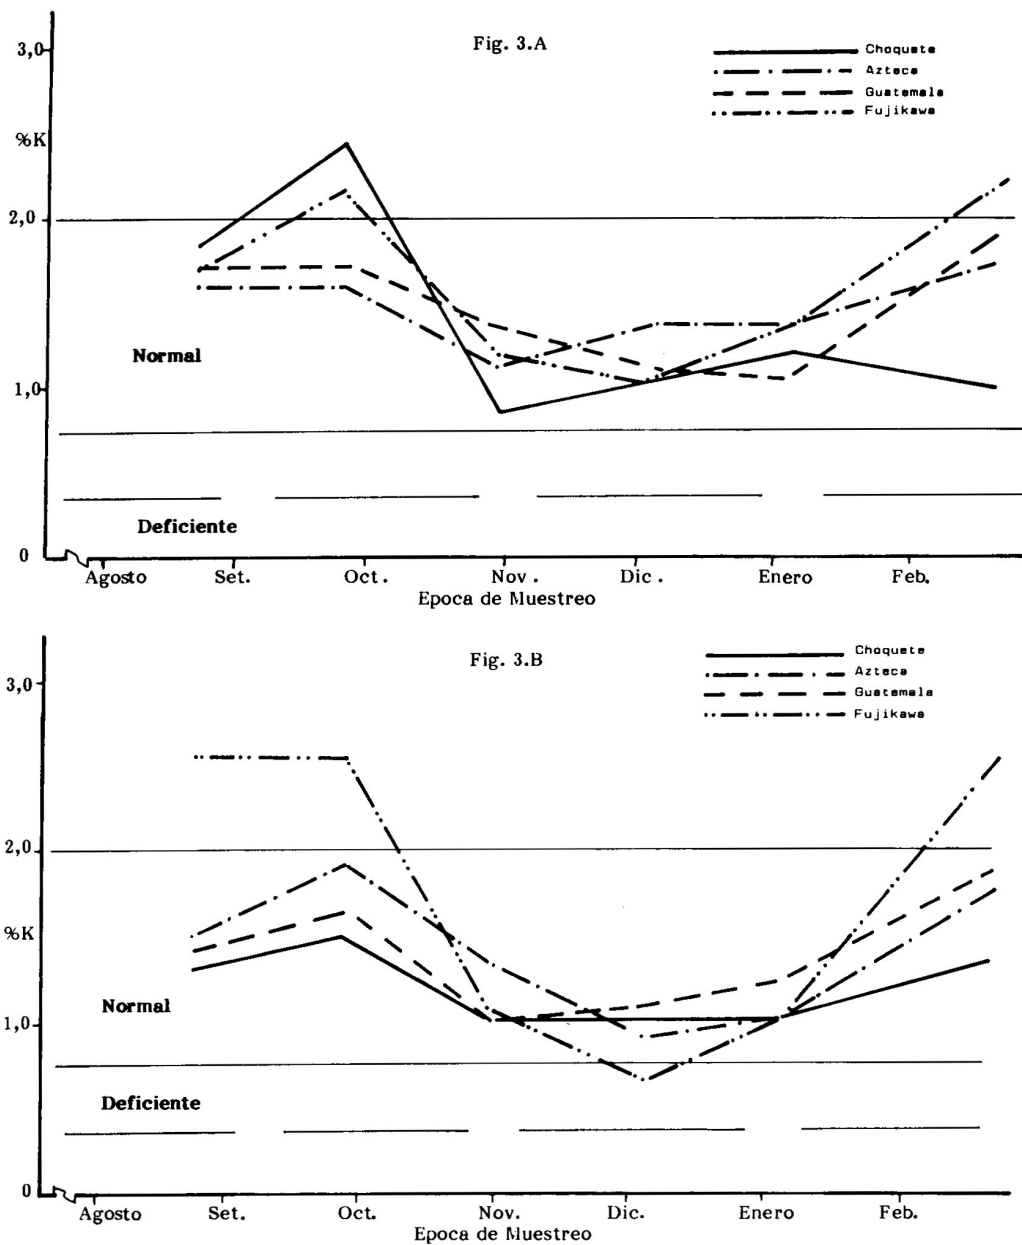 Fig. 3.A
3,0
Choquete
Azteca
Guatemala
Fujikawa
%K
2,0
Normal
1,0
Deficiente
0
Agosto Set. Oct. Nov. Dic. Enero Feb.
Epoca de Muestreo
Fig. 3.B
3,0
Choquete
Azteca
Guatemala
Fujikawa
2,0
%K
Normal
1,0
Deficiente
0
Agosto Set. Oct. Nov. Dic. Enero Feb.
Epoca de Muestreo